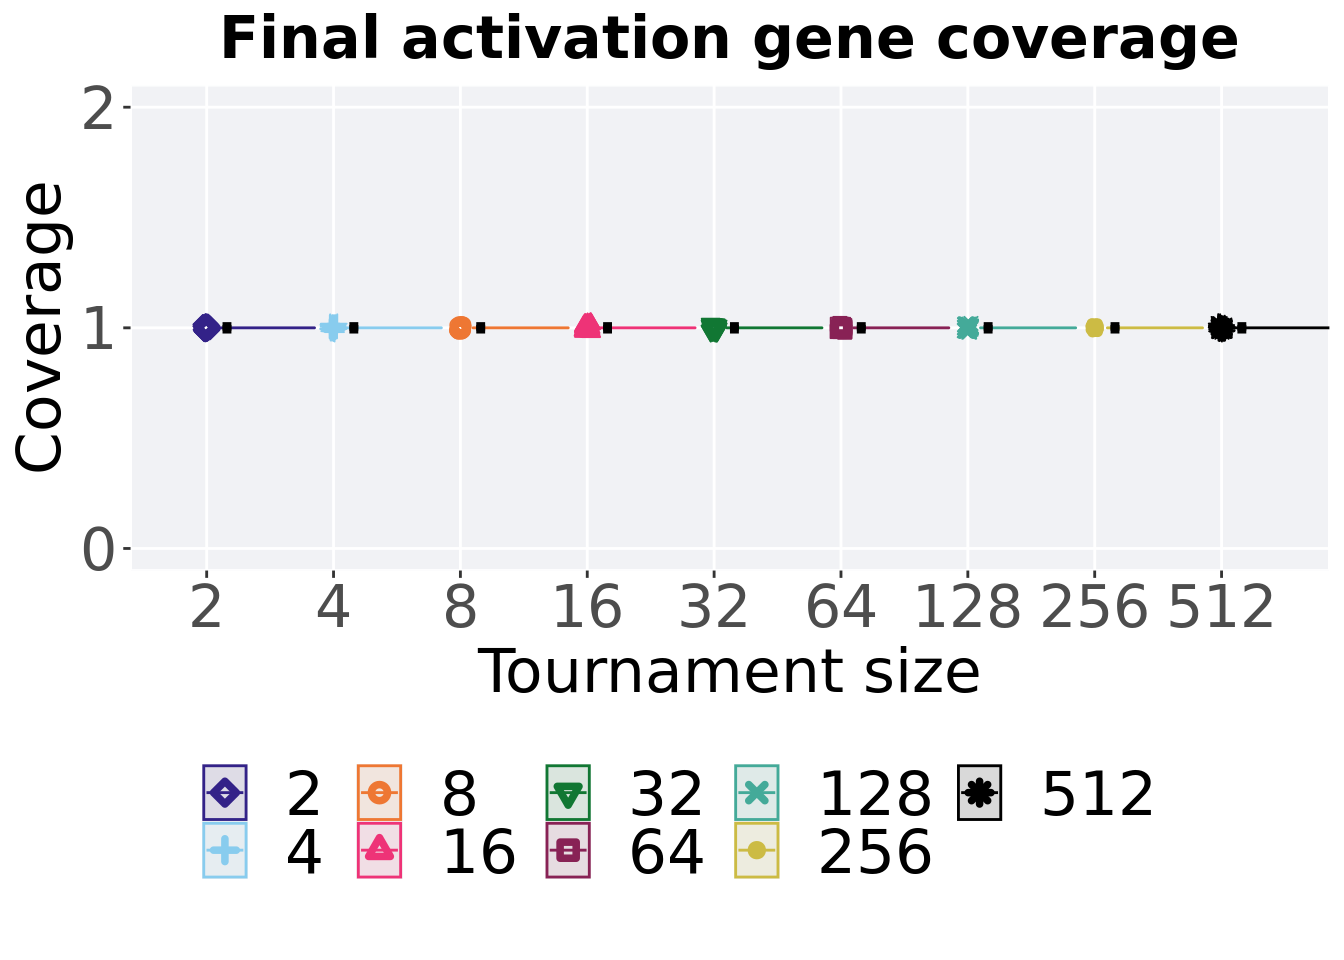 Final activation gene coverage
Coverage
2
1
0
2 4 8 16 32 64 128 256 512
Tournament size
2 8 32 128 512
4 16 64 256